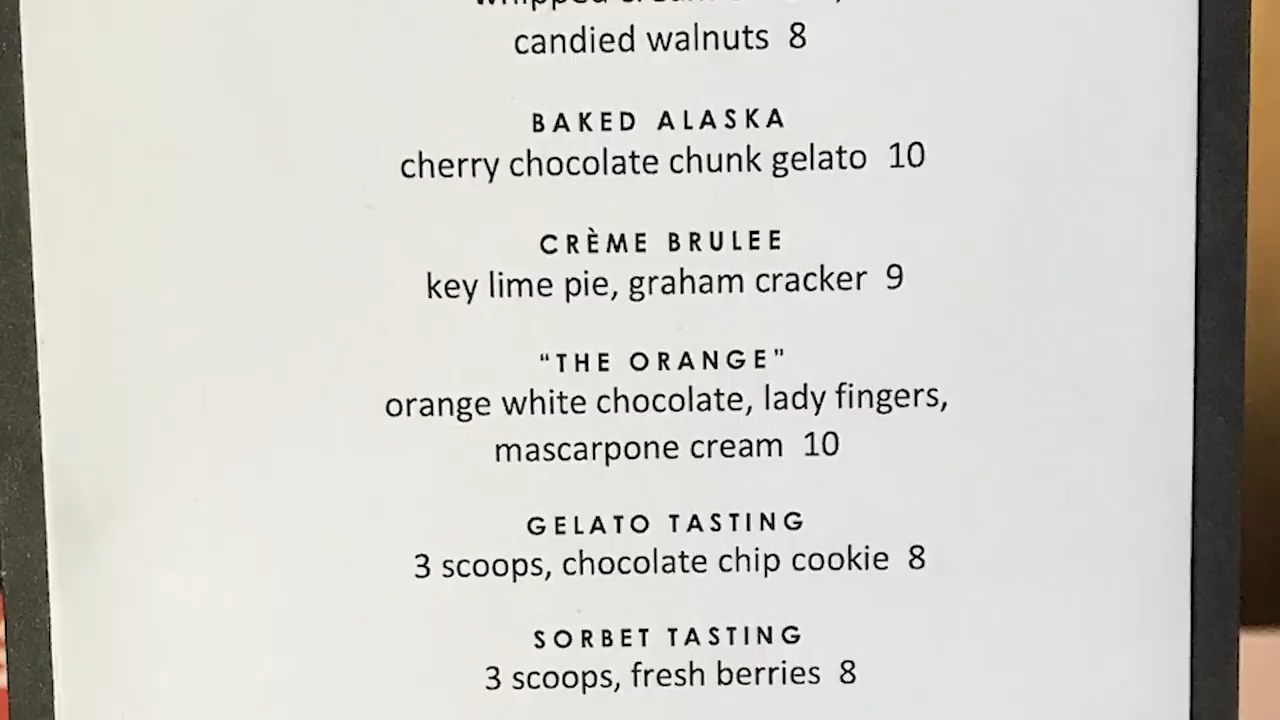 whipped cream
candied walnuts 8
BAKED ALASKA
cherry chocolate chunk gelato 10
CRÈME BRULEE
key lime pie, graham cracker 9
"THE ORANGE"
orange white chocolate, lady fingers,
mascarpone cream 10
GELATO TASTING
3 scoops, chocolate chip cookie 8
SORBET TASTING
3 scoops, fresh berries 8